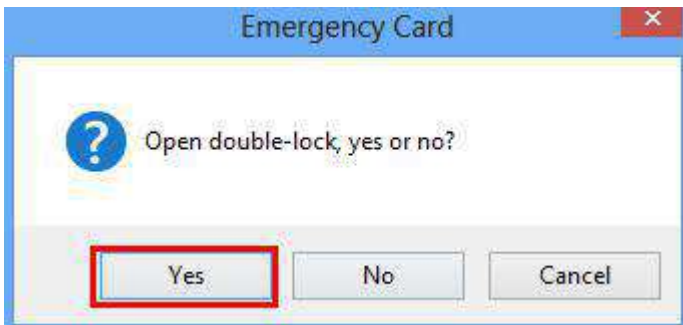 Emergency Card
Open double-lock, yes or no?
Yes
No
Cancel